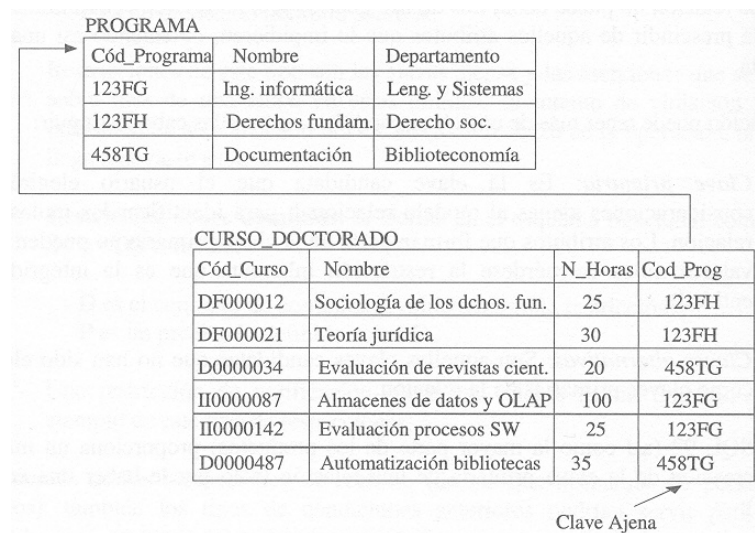 PROGRAMA
Cód_Programa Nombre Departamento
123FG Ing. informática Leng. y Sistemas
123FH Derechos fundam. Derecho soc.
458TG Documentación Biblioteconomía
CURSO_DOCTORADO
Cód_Curso Nombre N_Horas Cod_Prog
DF000012 Sociología de los dchos. fun. 25 123FH
DF000021 Teoría jurídica 30 123FH
D0000034 Evaluación de revistas cient. 20 458TG
II0000087 Almacenes de datos y OLAP 100 123FG
II0000142 Evaluación procesos SW 25 123FG
D0000487 Automatización bibliotecas 35 458TG
Clave Ajena